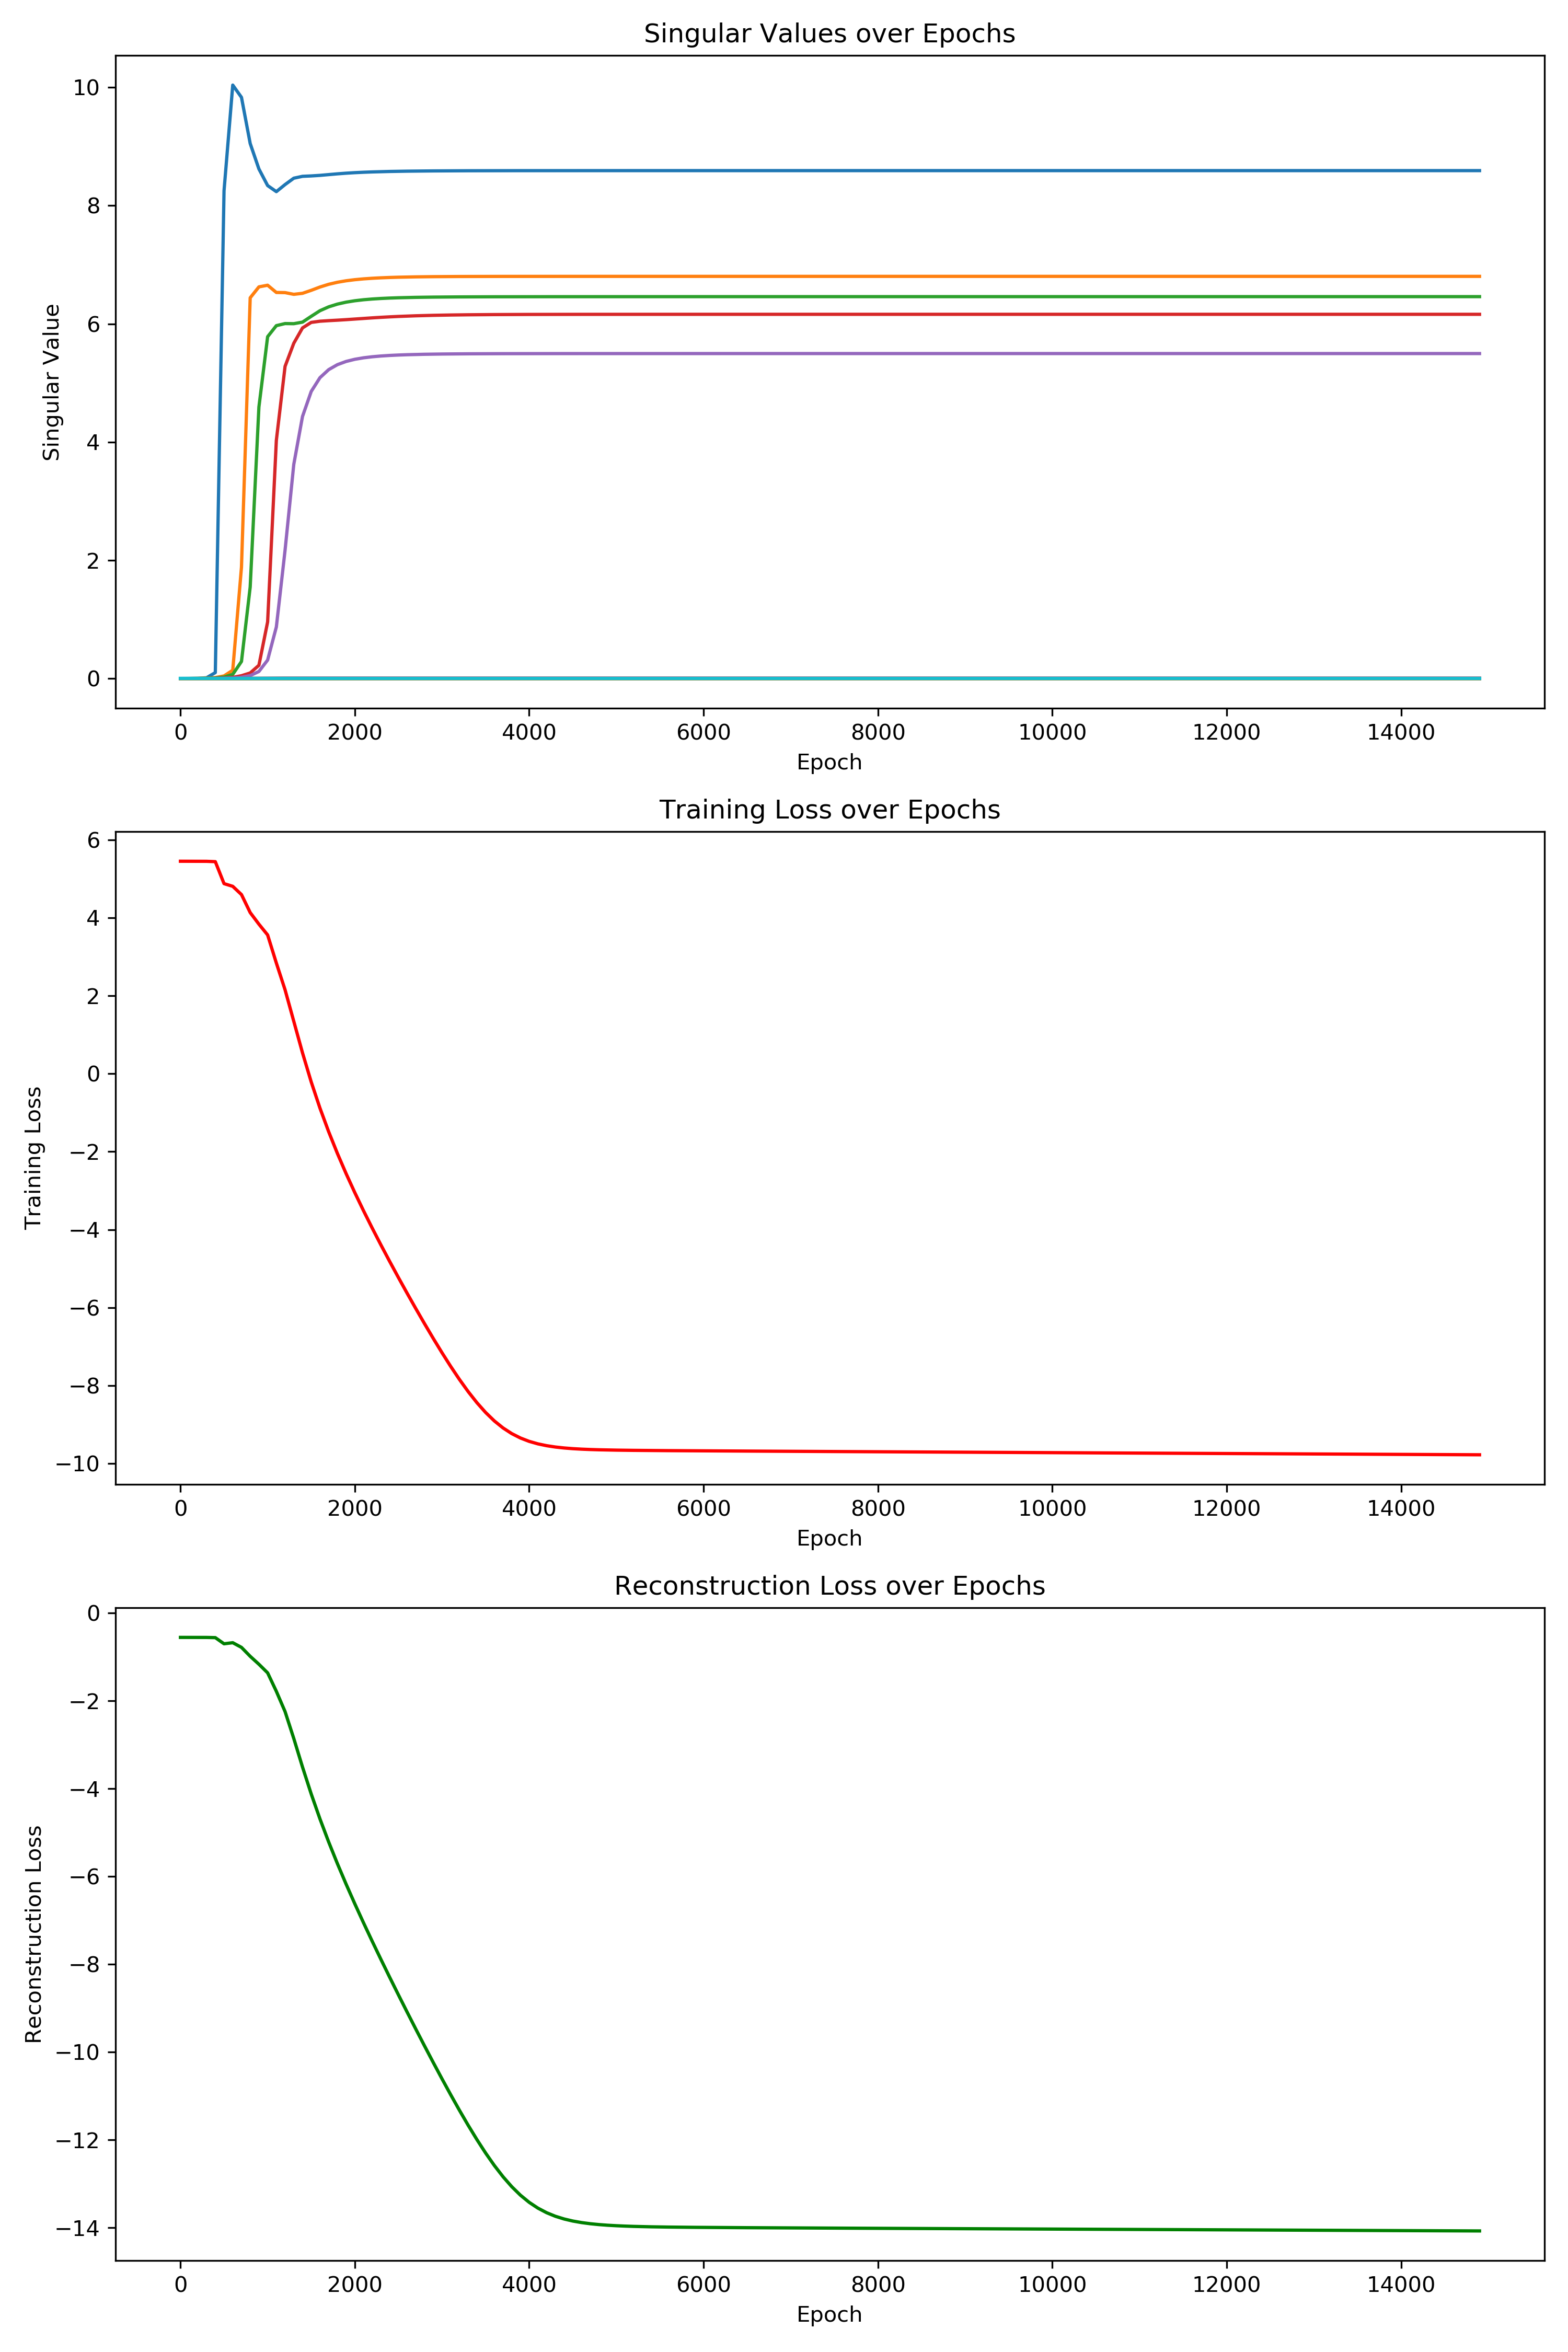 Singular Values over Epochs
10
8
6
4
2
0
Singular Value
0 2000 4000 6000 8000 10000 12000 14000
Epoch
Training Loss over Epochs
6
4
2
0
−2
−4
−6
−8
−10
Training Loss
0 2000 4000 6000 8000 10000 12000 14000
Epoch
Reconstruction Loss over Epochs
0
−2
−4
−6
−8
−10
−12
−14
Reconstruction Loss
0 2000 4000 6000 8000 10000 12000 14000
Epoch